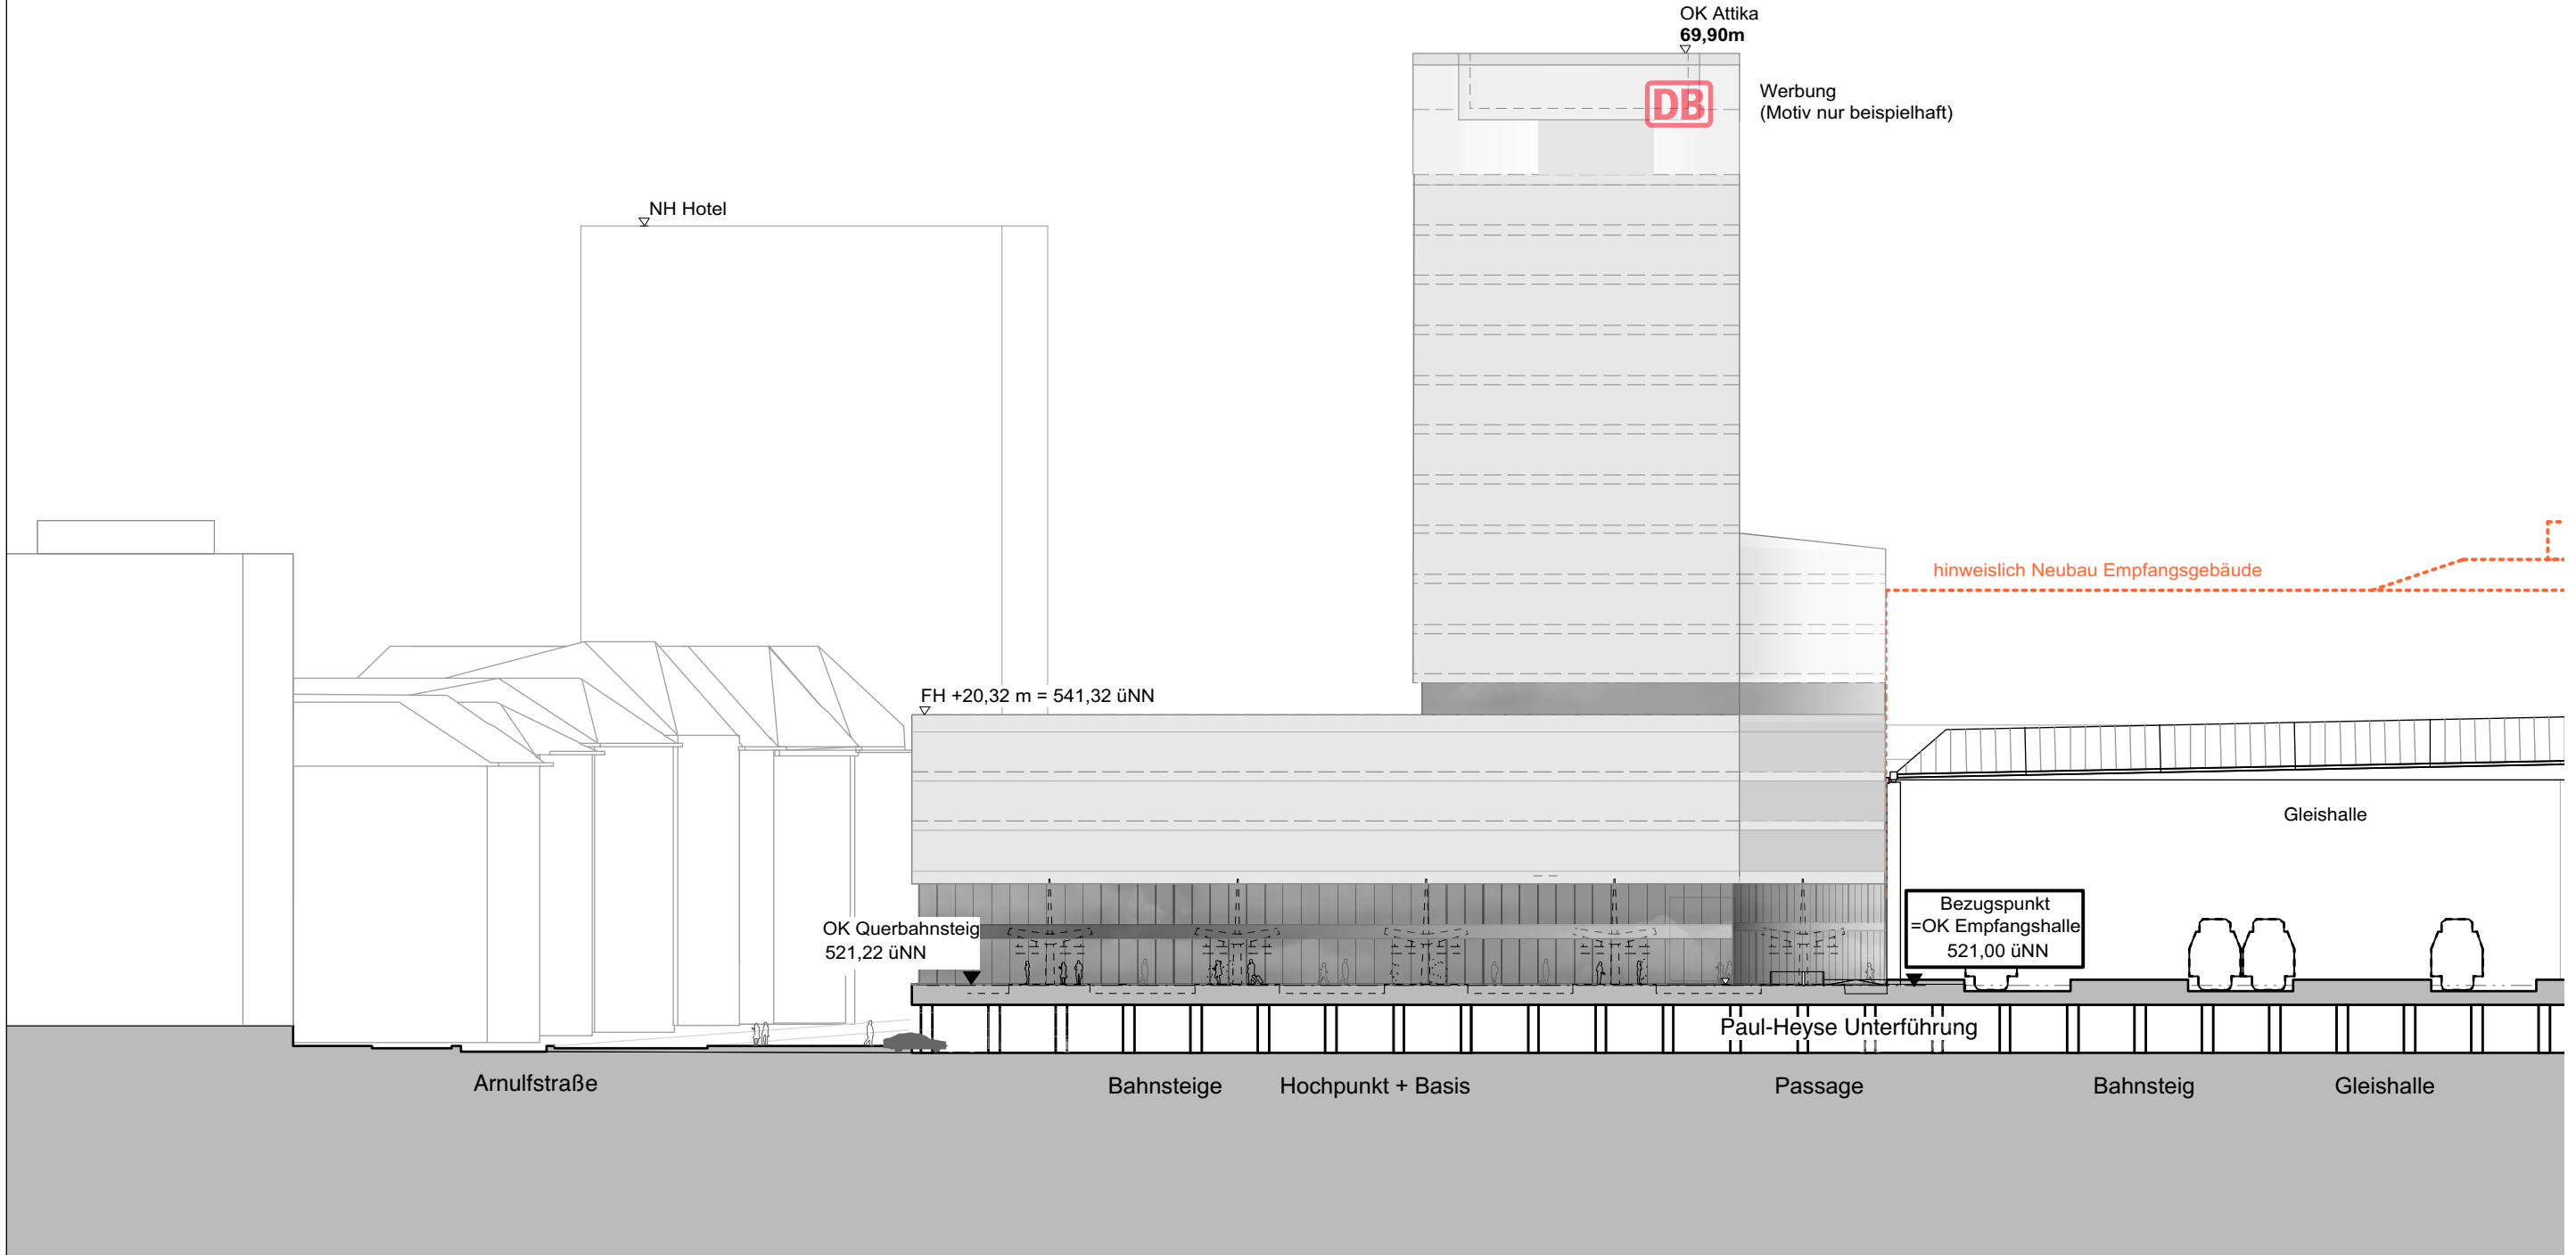 OK Attika
69,90m
DB
Werbung
(Motiv nur beispielhaft)
NH Hotel
hinweislich Neubau Empfangsgebäude
FH +20,32 m = 541,32 üNN
Gleishalle
OK Querbahnsteig
521,22 üNN
Bezugspunkt
=OK Empfangshalle
521,00 üNN
Paul-Heyse Unterführung
Arnulfstraße
Bahnsteige
Hochpunkt + Basis
Passage
Bahnsteig
Gleishalle